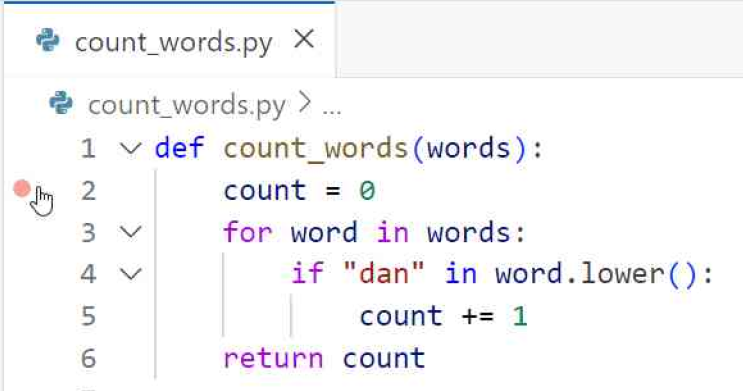 count_words.py ×
count_words.py > ...
1 def count_words(words):
2     count = 0
3     for word in words:
4         if "dan" in word.lower():
5             count += 1
6     return count